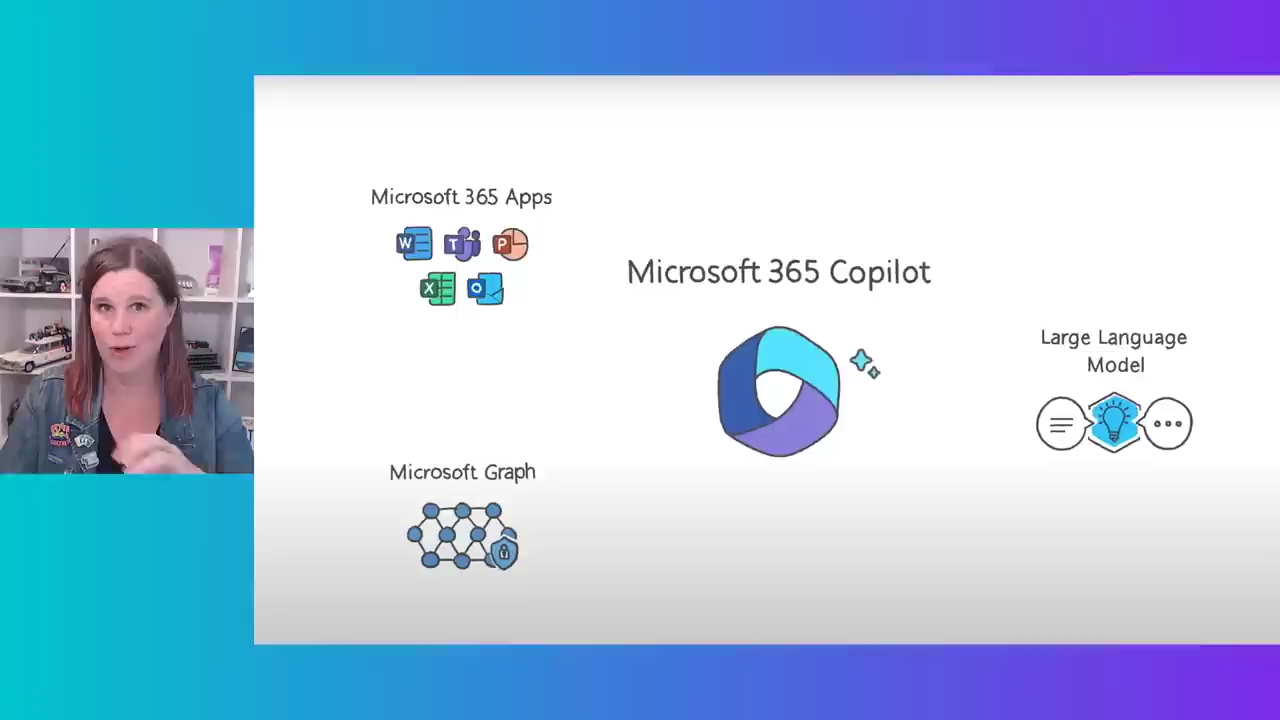 Microsoft 365 Apps
W
T
P
X
O
Microsoft 365 Copilot
Large Language
Model
Microsoft Graph